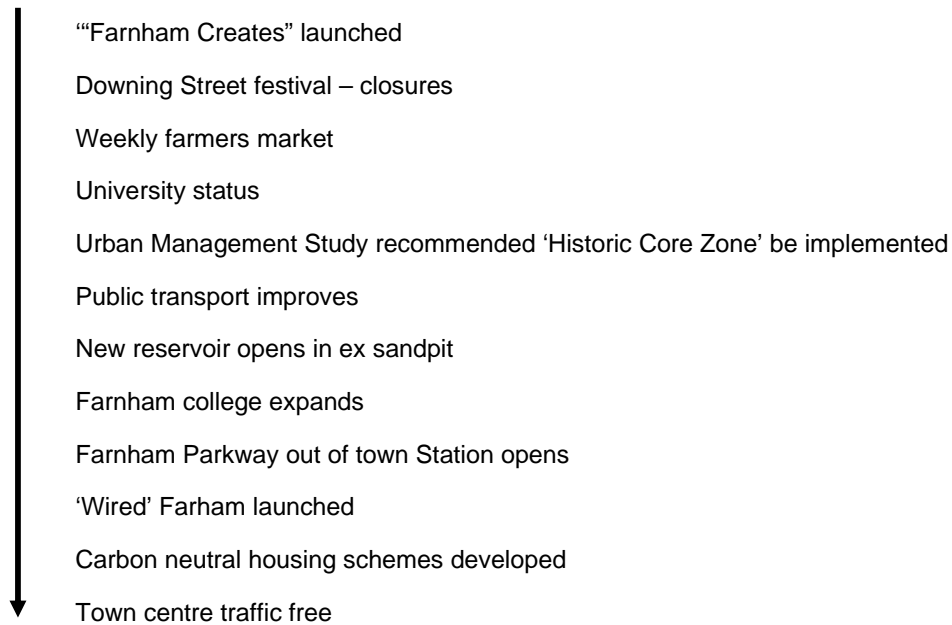 ‘“Farnham Creates” launched
Downing Street festival – closures
Weekly farmers market
University status
Urban Management Study recommended ‘Historic Core Zone’ be implemented
Public transport improves
New reservoir opens in ex sandpit
Farnham college expands
Farnham Parkway out of town Station opens
‘Wired’ Farham launched
Carbon neutral housing schemes developed
Town centre traffic free